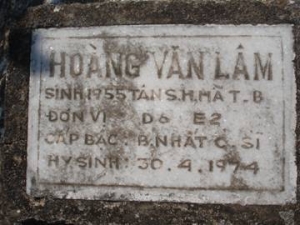 HOÀNG VĂN LÂM
SINH 1955 TÂN S.H.MÃ T.B
ĐƠN VỊ D6 E2
CẤP BẬC: B.NHẤT C.SĨ
HY SINH: 30.4.1974